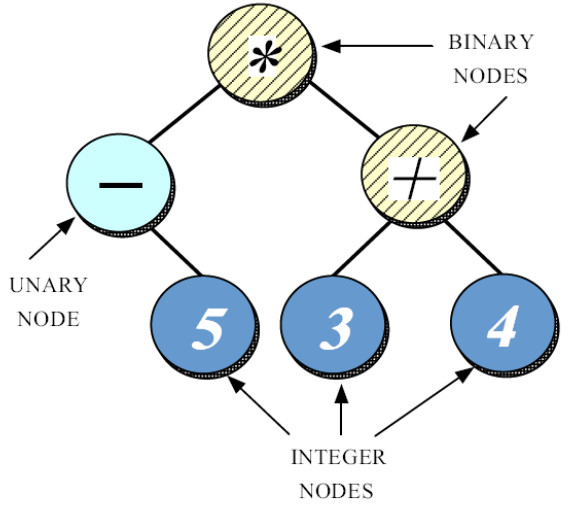 *
BINARY
NODES
−
+
UNARY
NODE
5 3 4
INTEGER
NODES